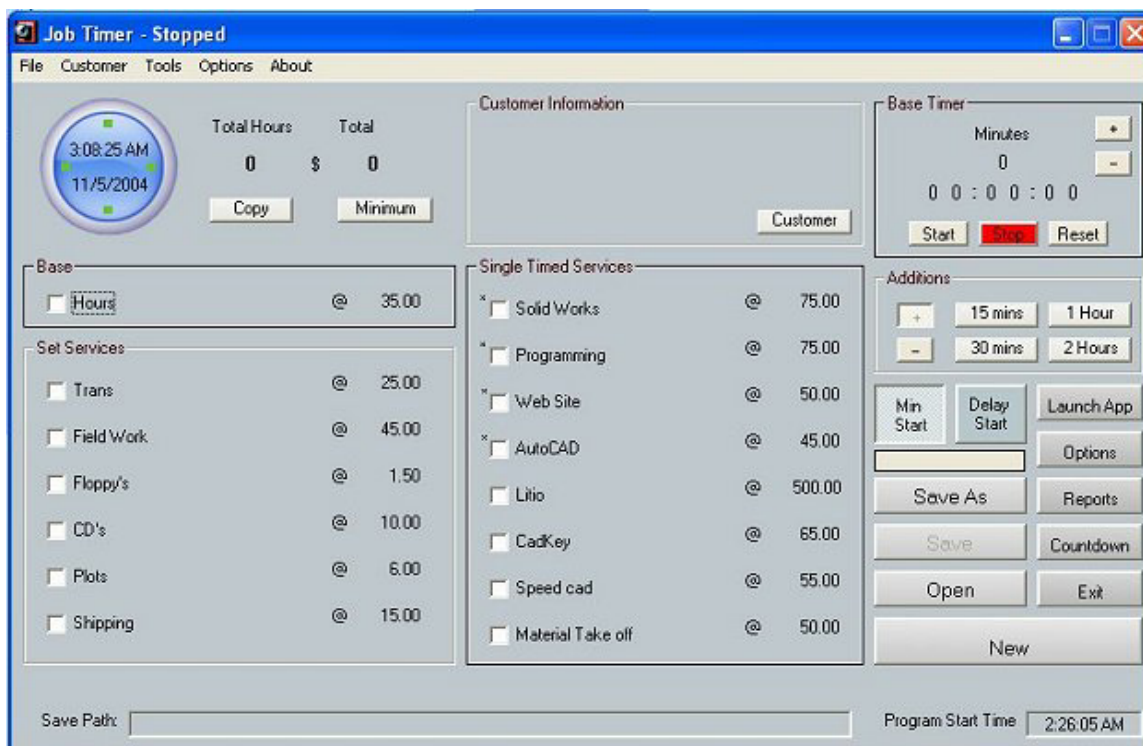 Job Timer - Stopped
File Customer Tools Options About
3:08:25 AM
11/5/2004
Total Hours Total
0 $ 0
Copy Minimum
Customer Information
Customer
Base Timer
Minutes
+
0
-
0 0 : 0 0 : 0 0
Start Stop Reset
Base
Hours @ 35.00
Set Services
Trans @ 25.00
Field Work @ 45.00
Floppy's @ 1.50
CD's @ 10.00
Plots @ 6.00
Shipping @ 15.00
Single Timed Services
* Solid Works @ 75.00
* Programming @ 75.00
* Web Site @ 50.00
* AutoCAD @ 45.00
Litio @ 500.00
CadKey @ 65.00
Speed cad @ 55.00
Material Take off @ 50.00
Additions
+ 15 mins 1 Hour
- 30 mins 2 Hours
Min Start
Delay Start
Launch App
Options
Save As Reports
Save Countdown
Open Exit
New
Save Path:
Program Start Time 2:26:05 AM